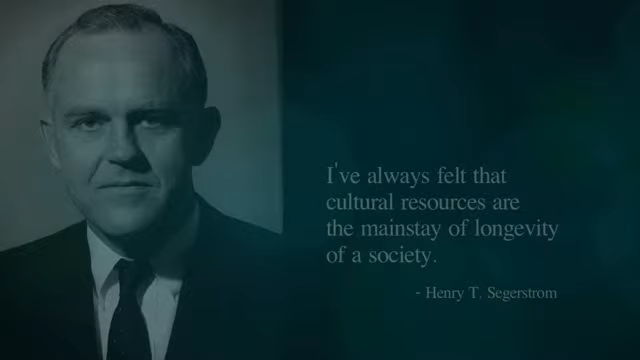 I've always felt that
cultural resources are
the mainstay of longevity
of a society.
- Henry T. Segerstrom